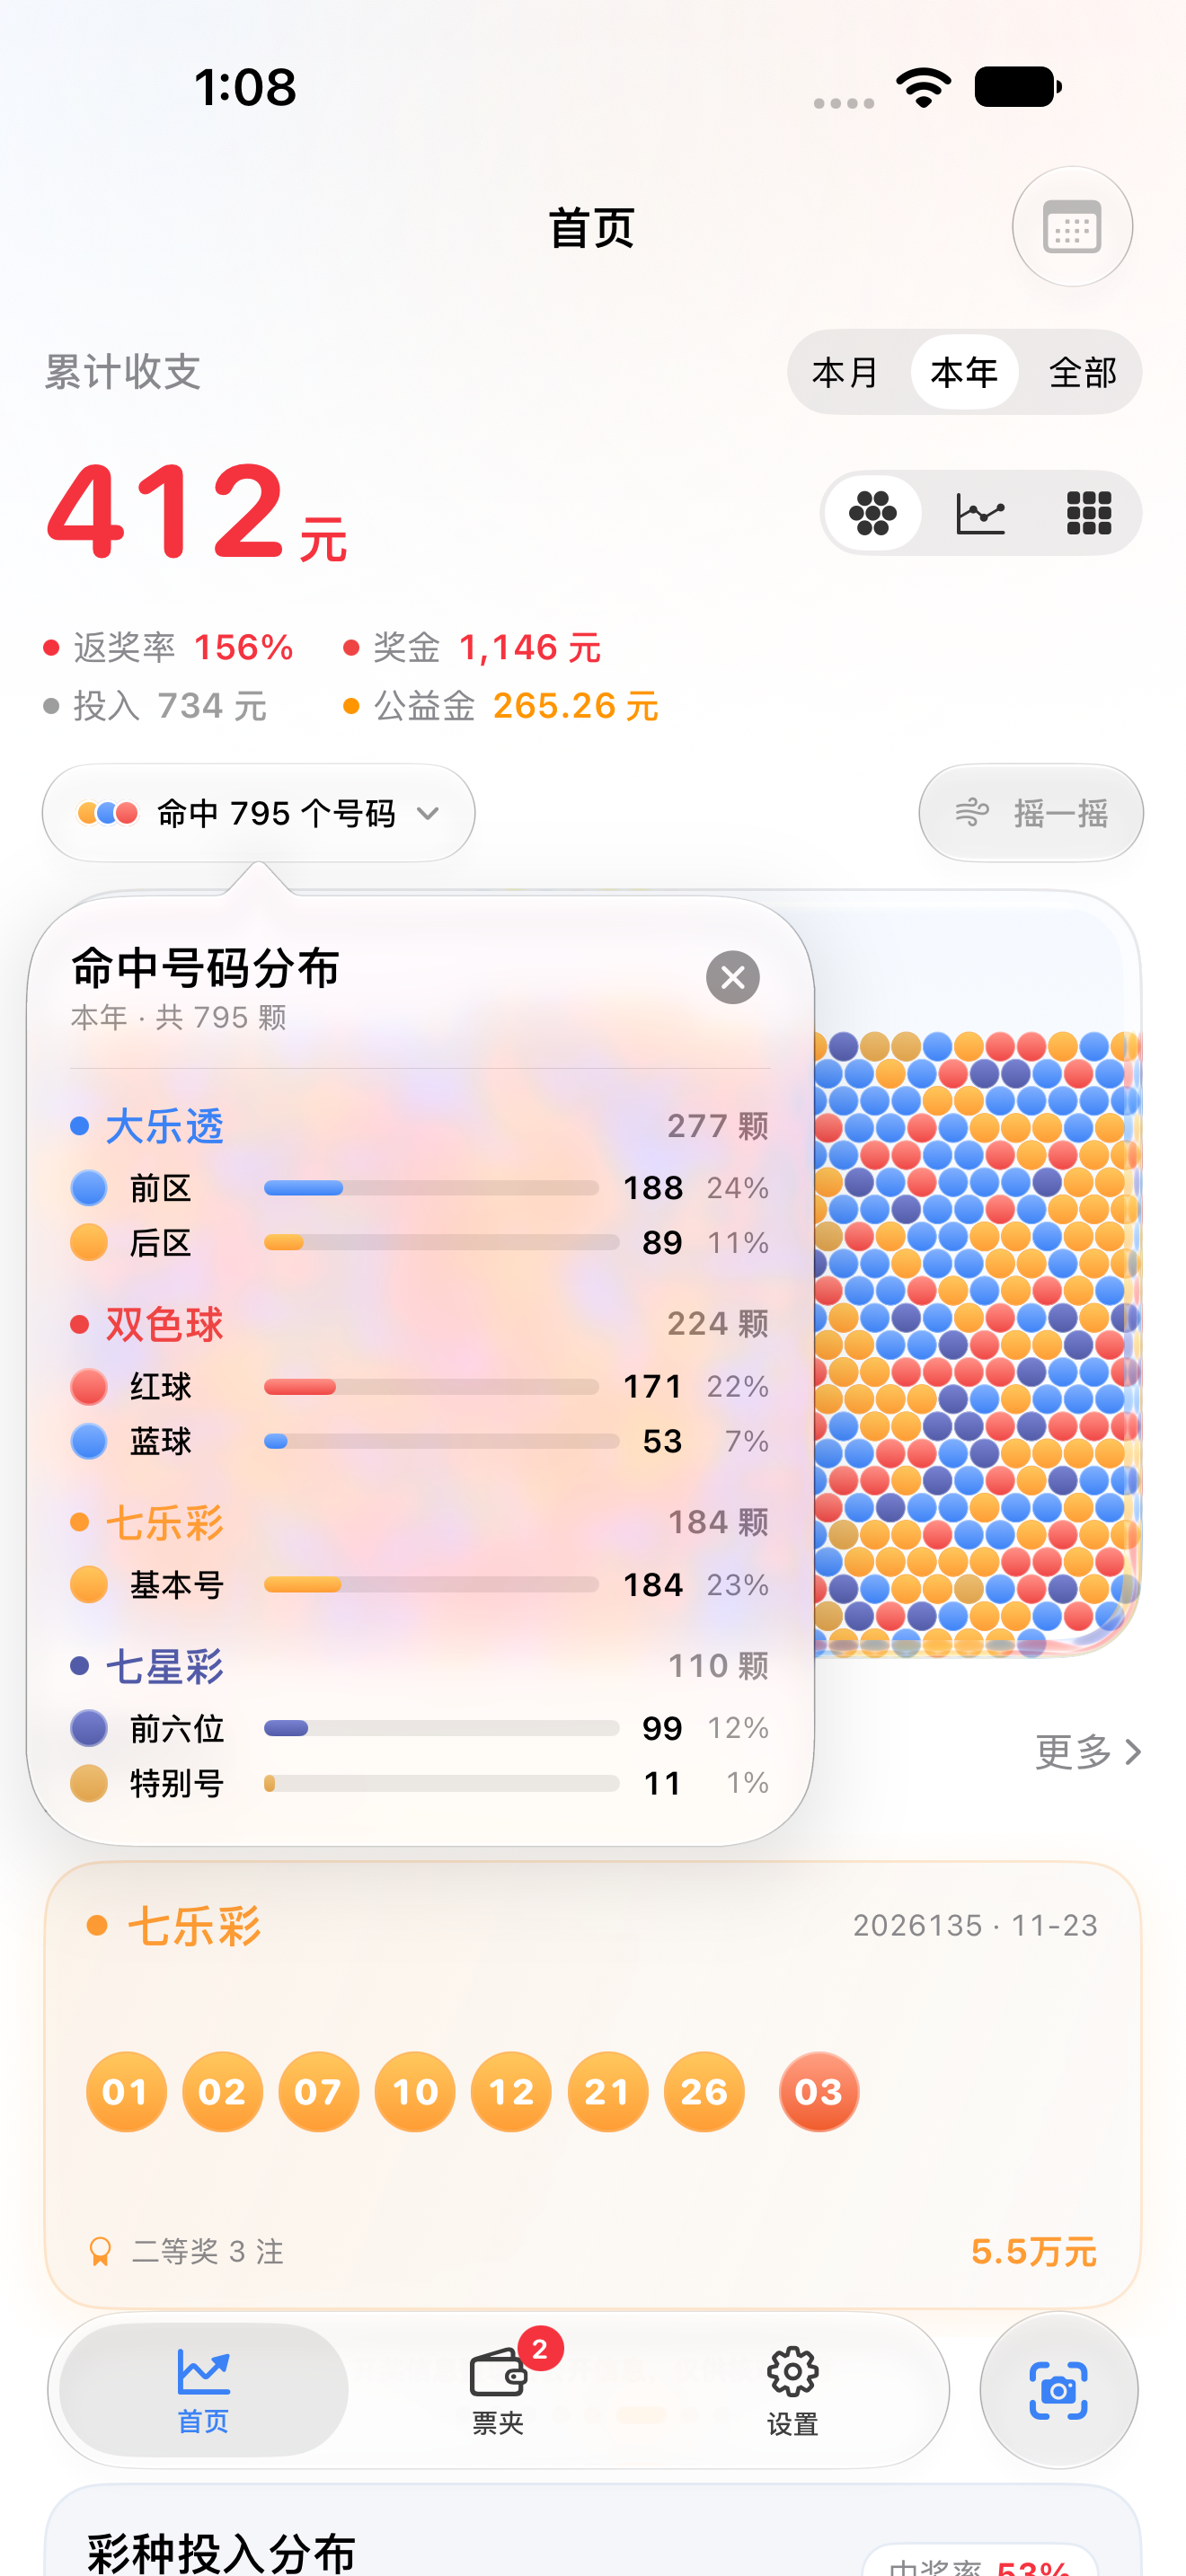 1:08
首页
累计收支
本月 本年 全部
412 元
返奖率 156% 奖金 1,146 元
投入 734 元 公益金 265.26 元
命中 795 个号码 摇一摇
命中号码分布
本年 · 共 795 颗
大乐透 277 颗
前区 188 24%
后区 89 11%
双色球 224 颗
红球 171 22%
蓝球 53 7%
七乐彩 184 颗
基本号 184 23%
七星彩 110 颗
前六位 99 12%
特别号 11 1%
更多
七乐彩 2026135 · 11-23
01 02 07 10 12 21 26 03
二等奖 3 注 5.5万元
2
首页 票夹 设置
彩种投入分布
中奖率 53%